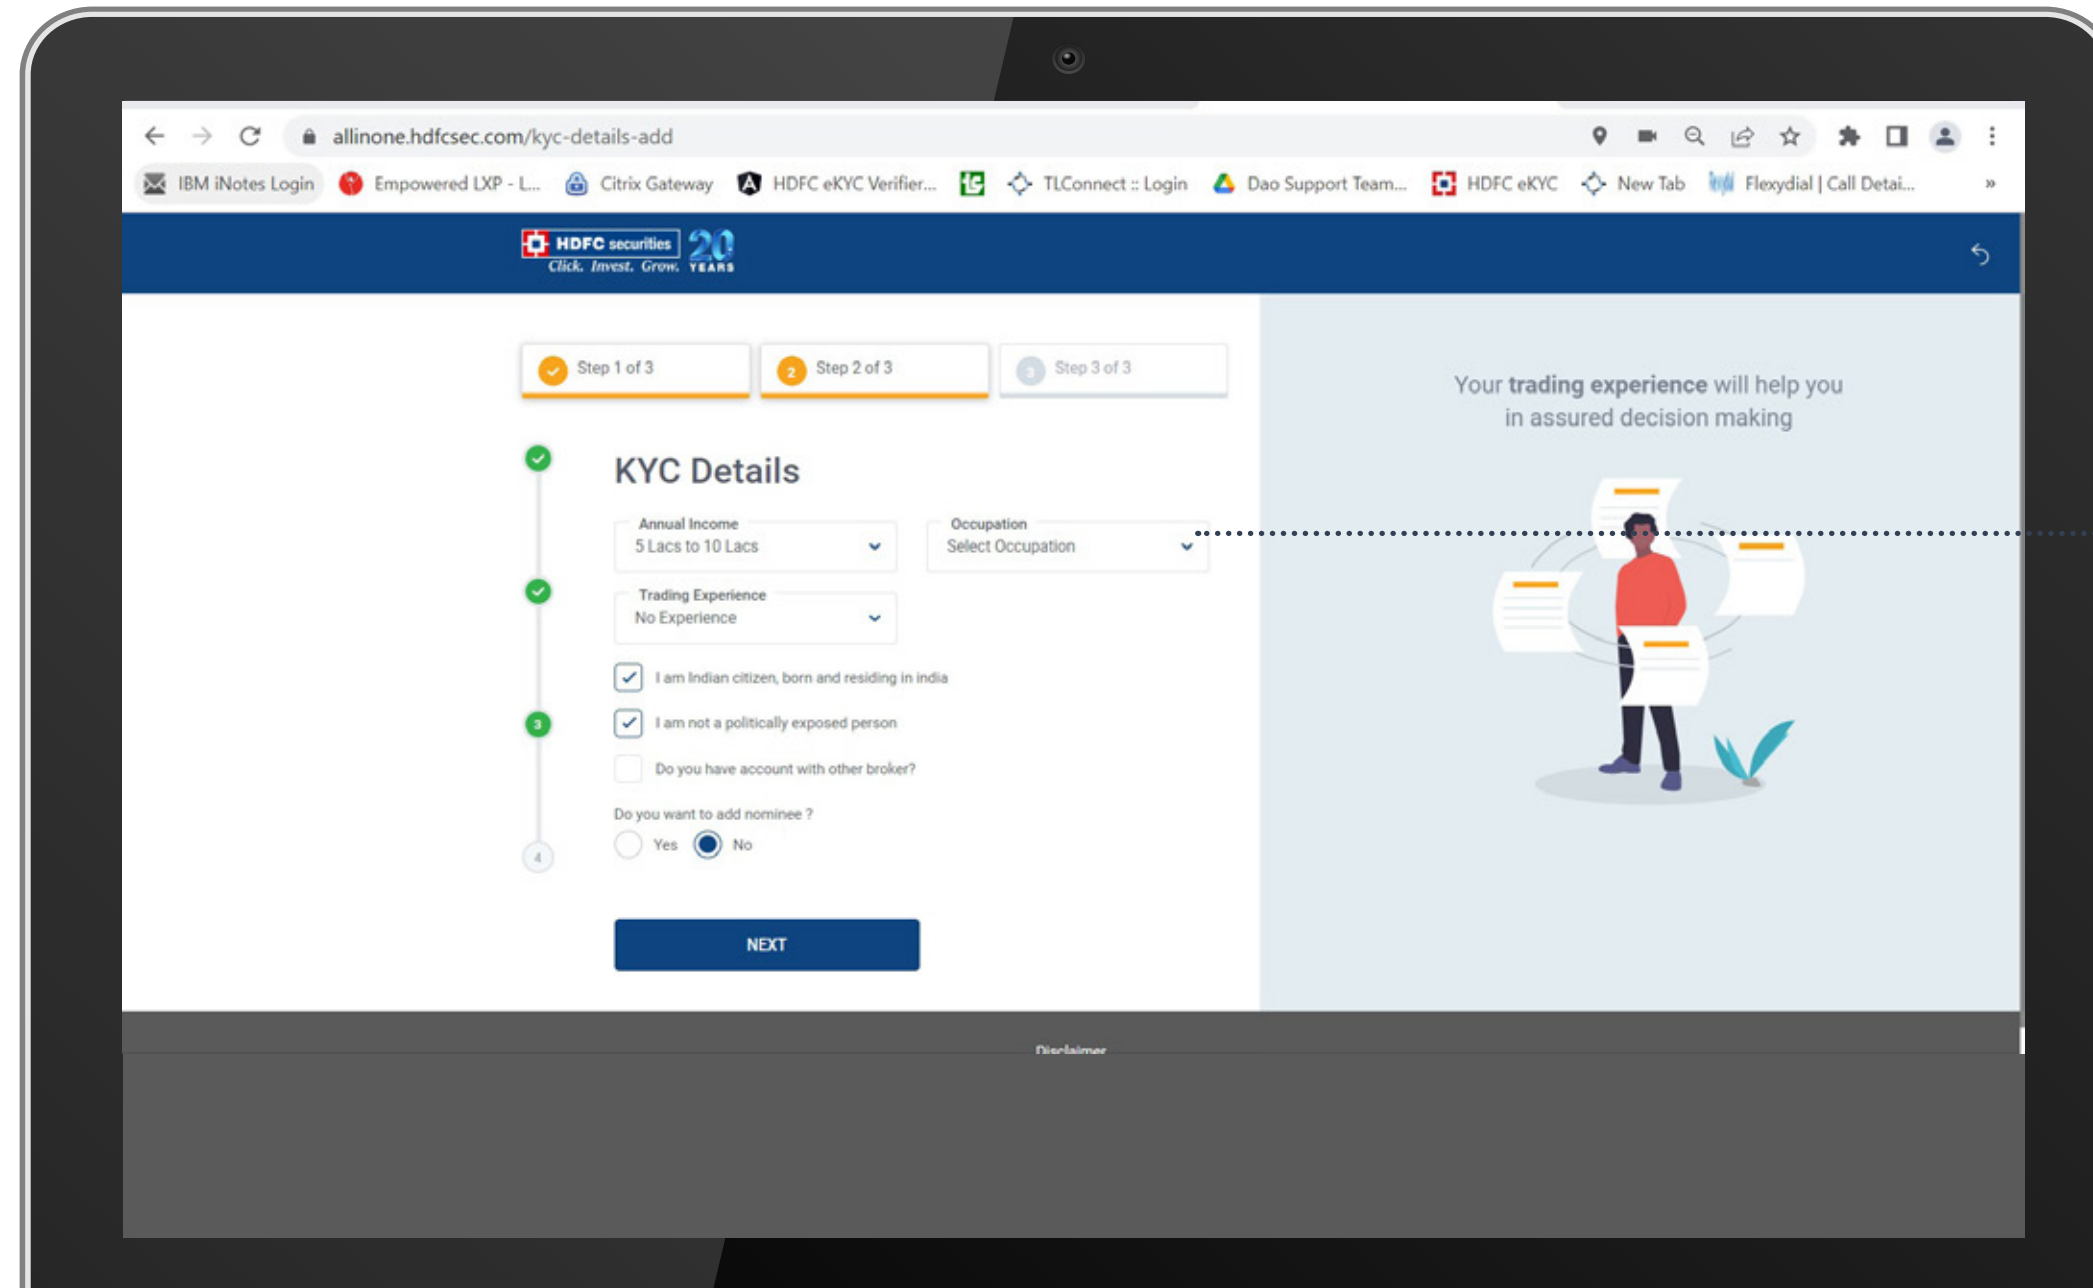 allinone.hdfcsec.com/kyc-details-add
IBM iNotes Login Empowered LXP - L... Citrix Gateway A HDFC eKYC Verifier... TLConnect :: Login Dao Support Team... HDFC eKYC New Tab Flexydial | Call Detai... »
HDFC securities 20
Click. Invest. Grow. YEARS
Step 1 of 3 2 Step 2 of 3 3 Step 3 of 3
Your trading experience will help you
in assured decision making
KYC Details
Annual Income Occupation
5 Lacs to 10 Lacs Select Occupation
Trading Experience
No Experience
I am Indian citizen, born and residing in india
3 I am not a politically exposed person
Do you have account with other broker?
Do you want to add nominee ?
Yes No
4
NEXT
Disclaimer